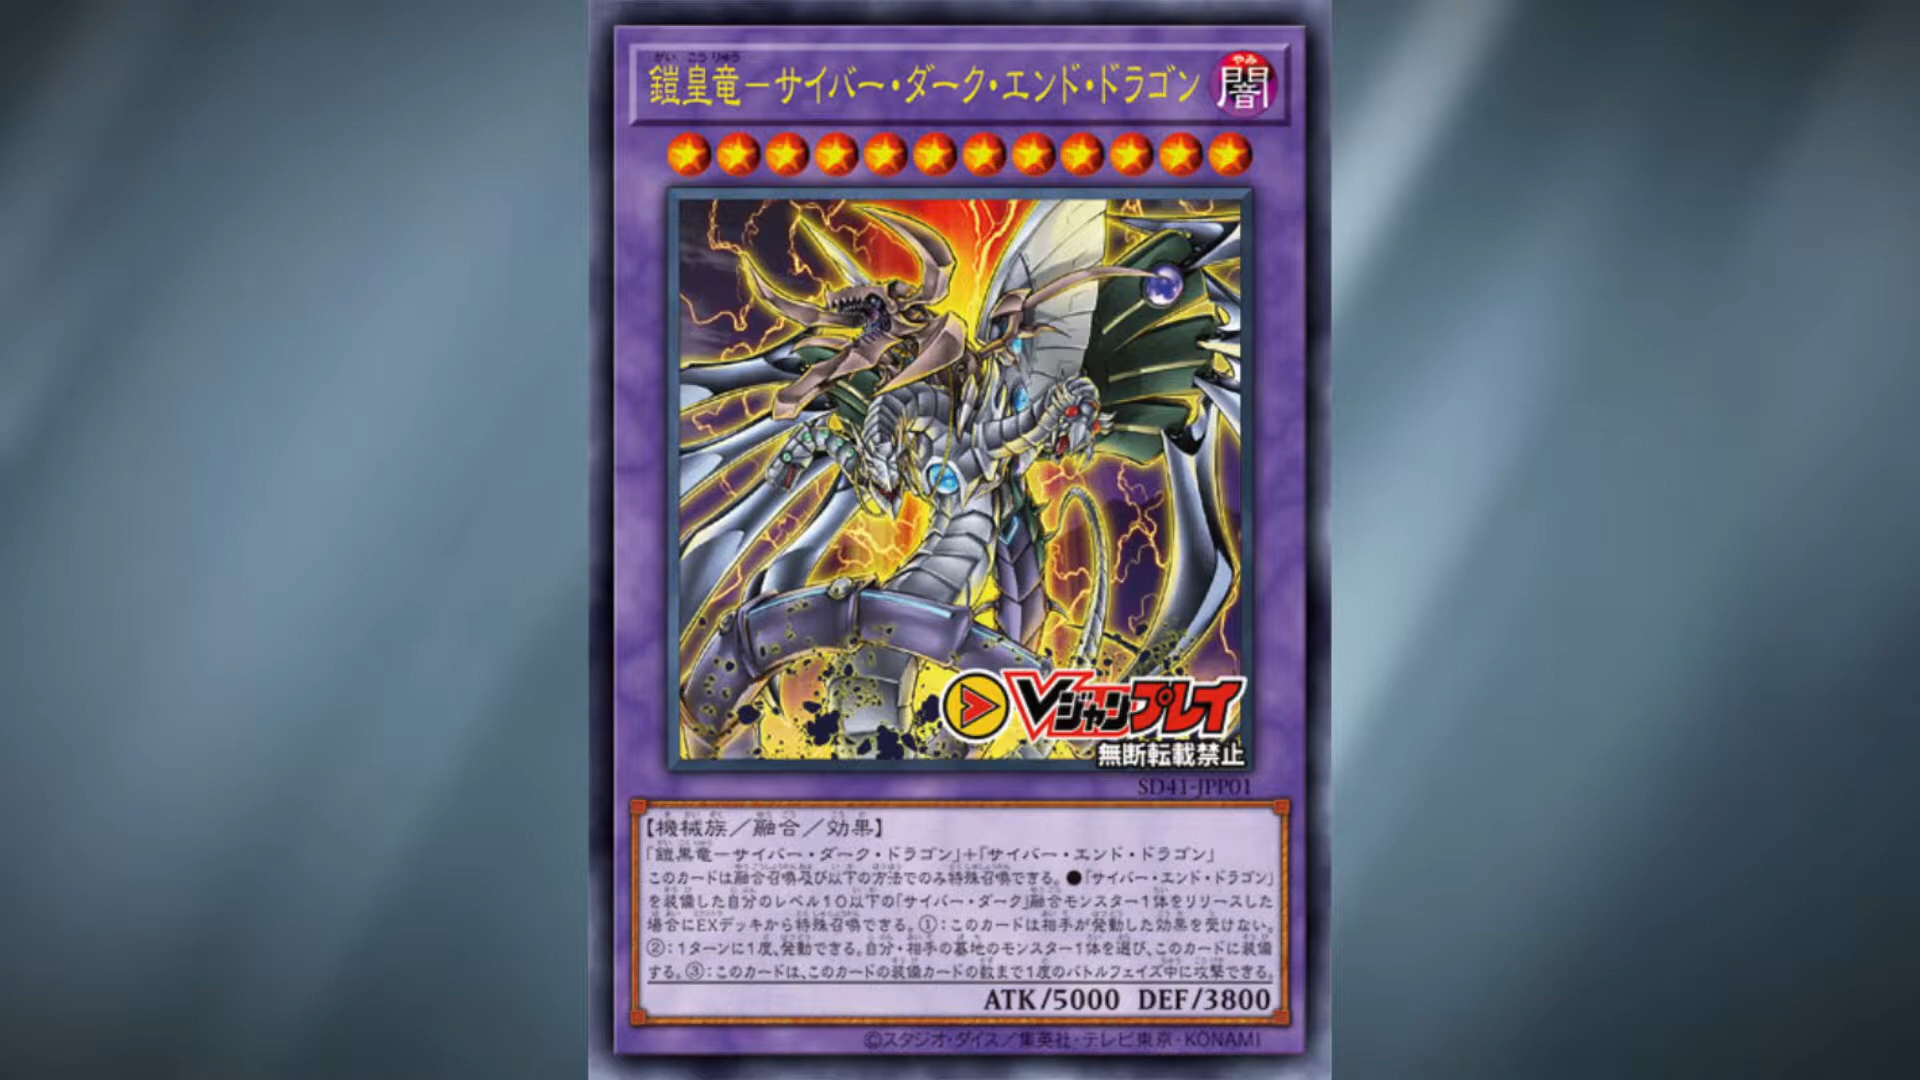 鎧皇竜－サイバー・ダーク・エンド・ドラゴン
闇
Vジャンプレイ
無断転載禁止
SD41-JPP01
【機械族／融合／効果】
「鎧黒竜－サイバー・ダーク・ドラゴン」＋「サイバー・エンド・ドラゴン」
このカードは融合召喚及び以下の方法でのみ特殊召喚できる。●「サイバー・エンド・ドラゴン」
を装備した自分のレベル１０以下の「サイバー・ダーク」融合モンスター１体をリリースした
場合にEXデッキから特殊召喚できる。①：このカードは相手が発動した効果を受けない。
②：１ターンに１度、発動できる。自分・相手の墓地のモンスター１体を選び、このカードに装備
する。③：このカードは、このカードの装備カードの数まで１度のバトルフェイズ中に攻撃できる。
ATK/5000 DEF/3800
©スタジオ・ダイス／集英社・テレビ東京・KONAMI